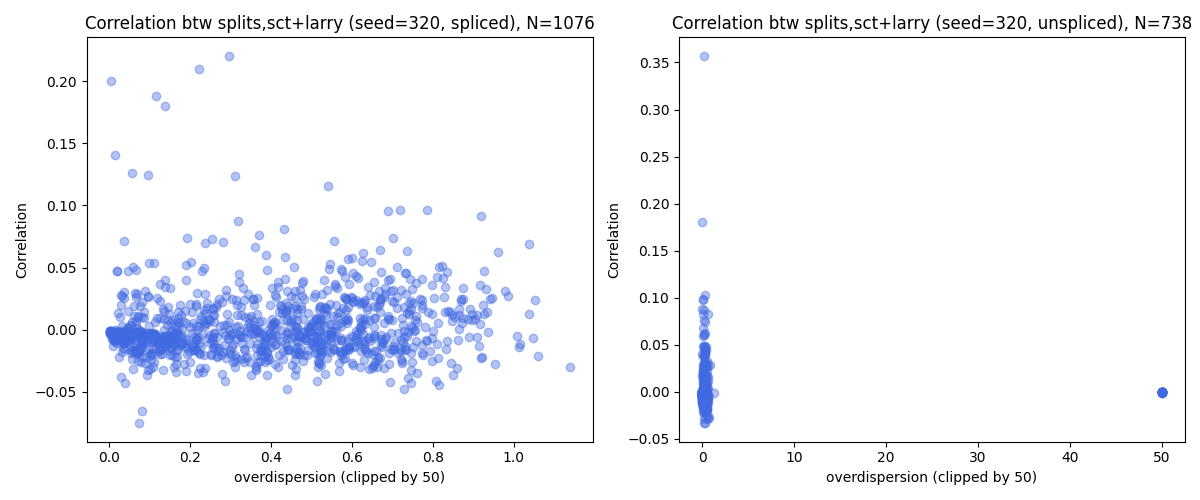 Correlation btw splits,sct+larry (seed=320, spliced), N=1076
Correlation
0.20
0.15
0.10
0.05
0.00
−0.05
0.0 0.2 0.4 0.6 0.8 1.0
overdispersion (clipped by 50)
Correlation btw splits,sct+larry (seed=320, unspliced), N=738
Correlation
0.35
0.30
0.25
0.20
0.15
0.10
0.05
0.00
−0.05
0 10 20 30 40 50
overdispersion (clipped by 50)